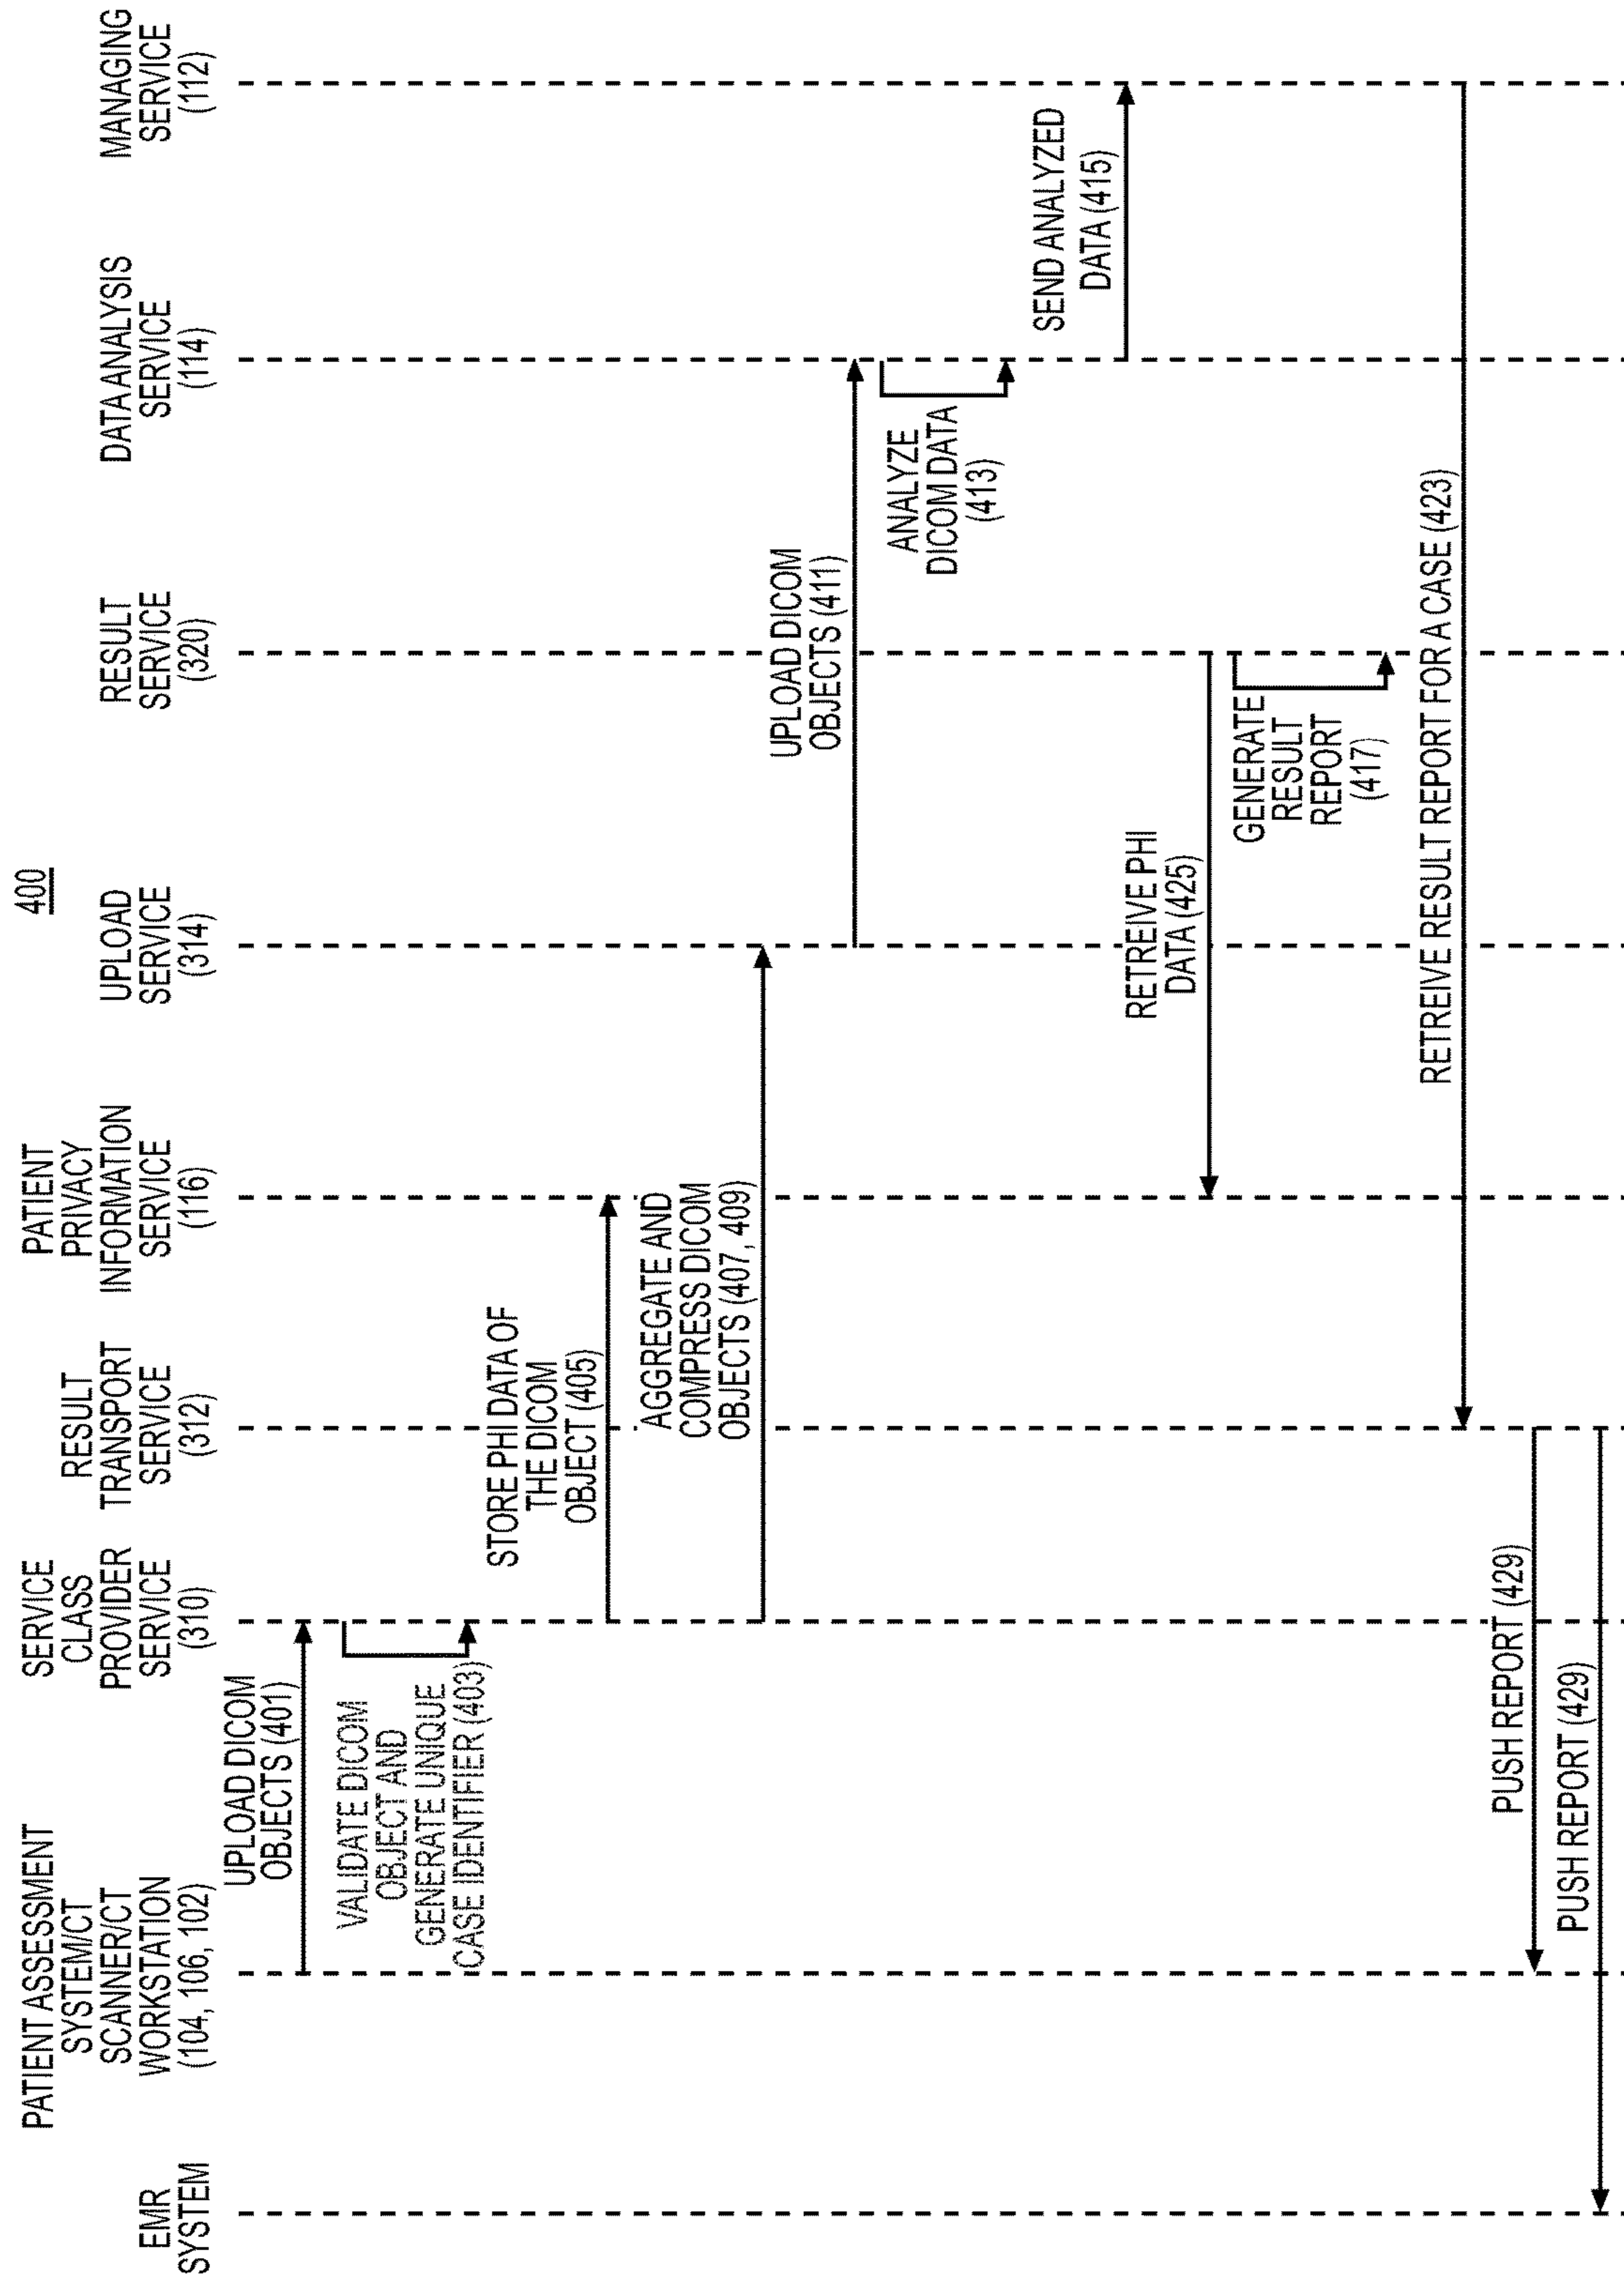 400
EMR
SYSTEM
PATIENT ASSESSMENT
SYSTEM/CT
SCANNER/CT
WORKSTATION
(104, 106, 102)
SERVICE
CLASS
PROVIDER
SERVICE
(310)
RESULT
TRANSPORT
SERVICE
(312)
PATIENT
PRIVACY
INFORMATION
SERVICE
(116)
UPLOAD
SERVICE
(314)
RESULT
SERVICE
(320)
DATA ANALYSIS
SERVICE
(114)
MANAGING
SERVICE
(112)
UPLOAD DICOM
OBJECTS (401)
VALIDATE DICOM
OBJECT AND
GENERATE UNIQUE
CASE IDENTIFIER (403)
STORE PHI DATA OF
THE DICOM
OBJECT (405)
AGGREGATE AND
COMPRESS DICOM
OBJECTS (407, 409)
UPLOAD DICOM
OBJECTS (411)
ANALYZE
DICOM DATA
(413)
SEND ANALYZED
DATA (415)
RETREIVE PHI
DATA (425)
GENERATE
RESULT
REPORT
(417)
RETREIVE RESULT REPORT FOR A CASE (423)
PUSH REPORT (429)
PUSH REPORT (429)